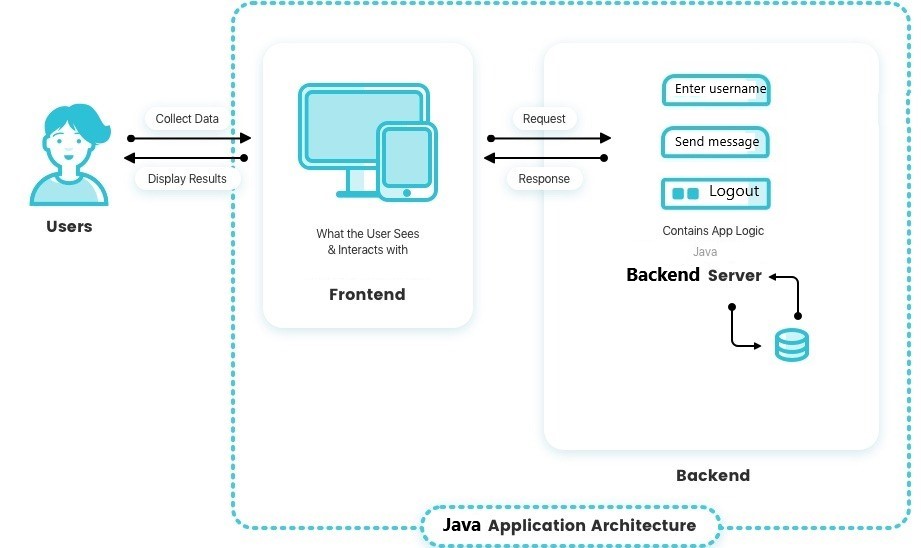 Enter username
Collect Data
Request
Send message
Display Results
Response
Logout
Users
What the User Sees
& Interacts with
Contains App Logic
Java
Backend Server
Frontend
Backend
Java Application Architecture